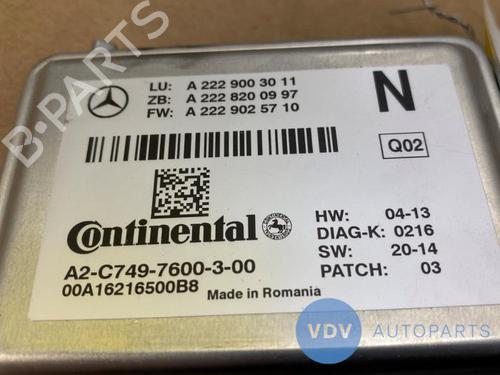 LU: A 222 900 30 11
ZB: A 222 820 09 97
FW: A 222 902 57 10
N
Q02
Continental
HW: 04-13
DIAG-K: 0216
SW: 20-14
PATCH: 03
A2-C749-7600-3-00
00A16216500B8
Made in Romania
VDV AUTOPARTS